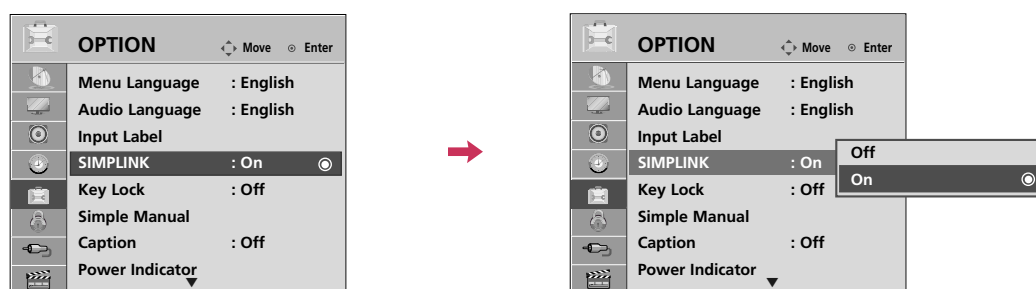 OPTION Move Enter
Menu Language : English
Audio Language : English
Input Label
SIMPLINK : On
Key Lock : Off
Simple Manual
Caption : Off
Power Indicator
OPTION Move Enter
Menu Language : English
Audio Language : English
Input Label
SIMPLINK : On
Key Lock : Off
Simple Manual
Caption : Off
Power Indicator
Off
On